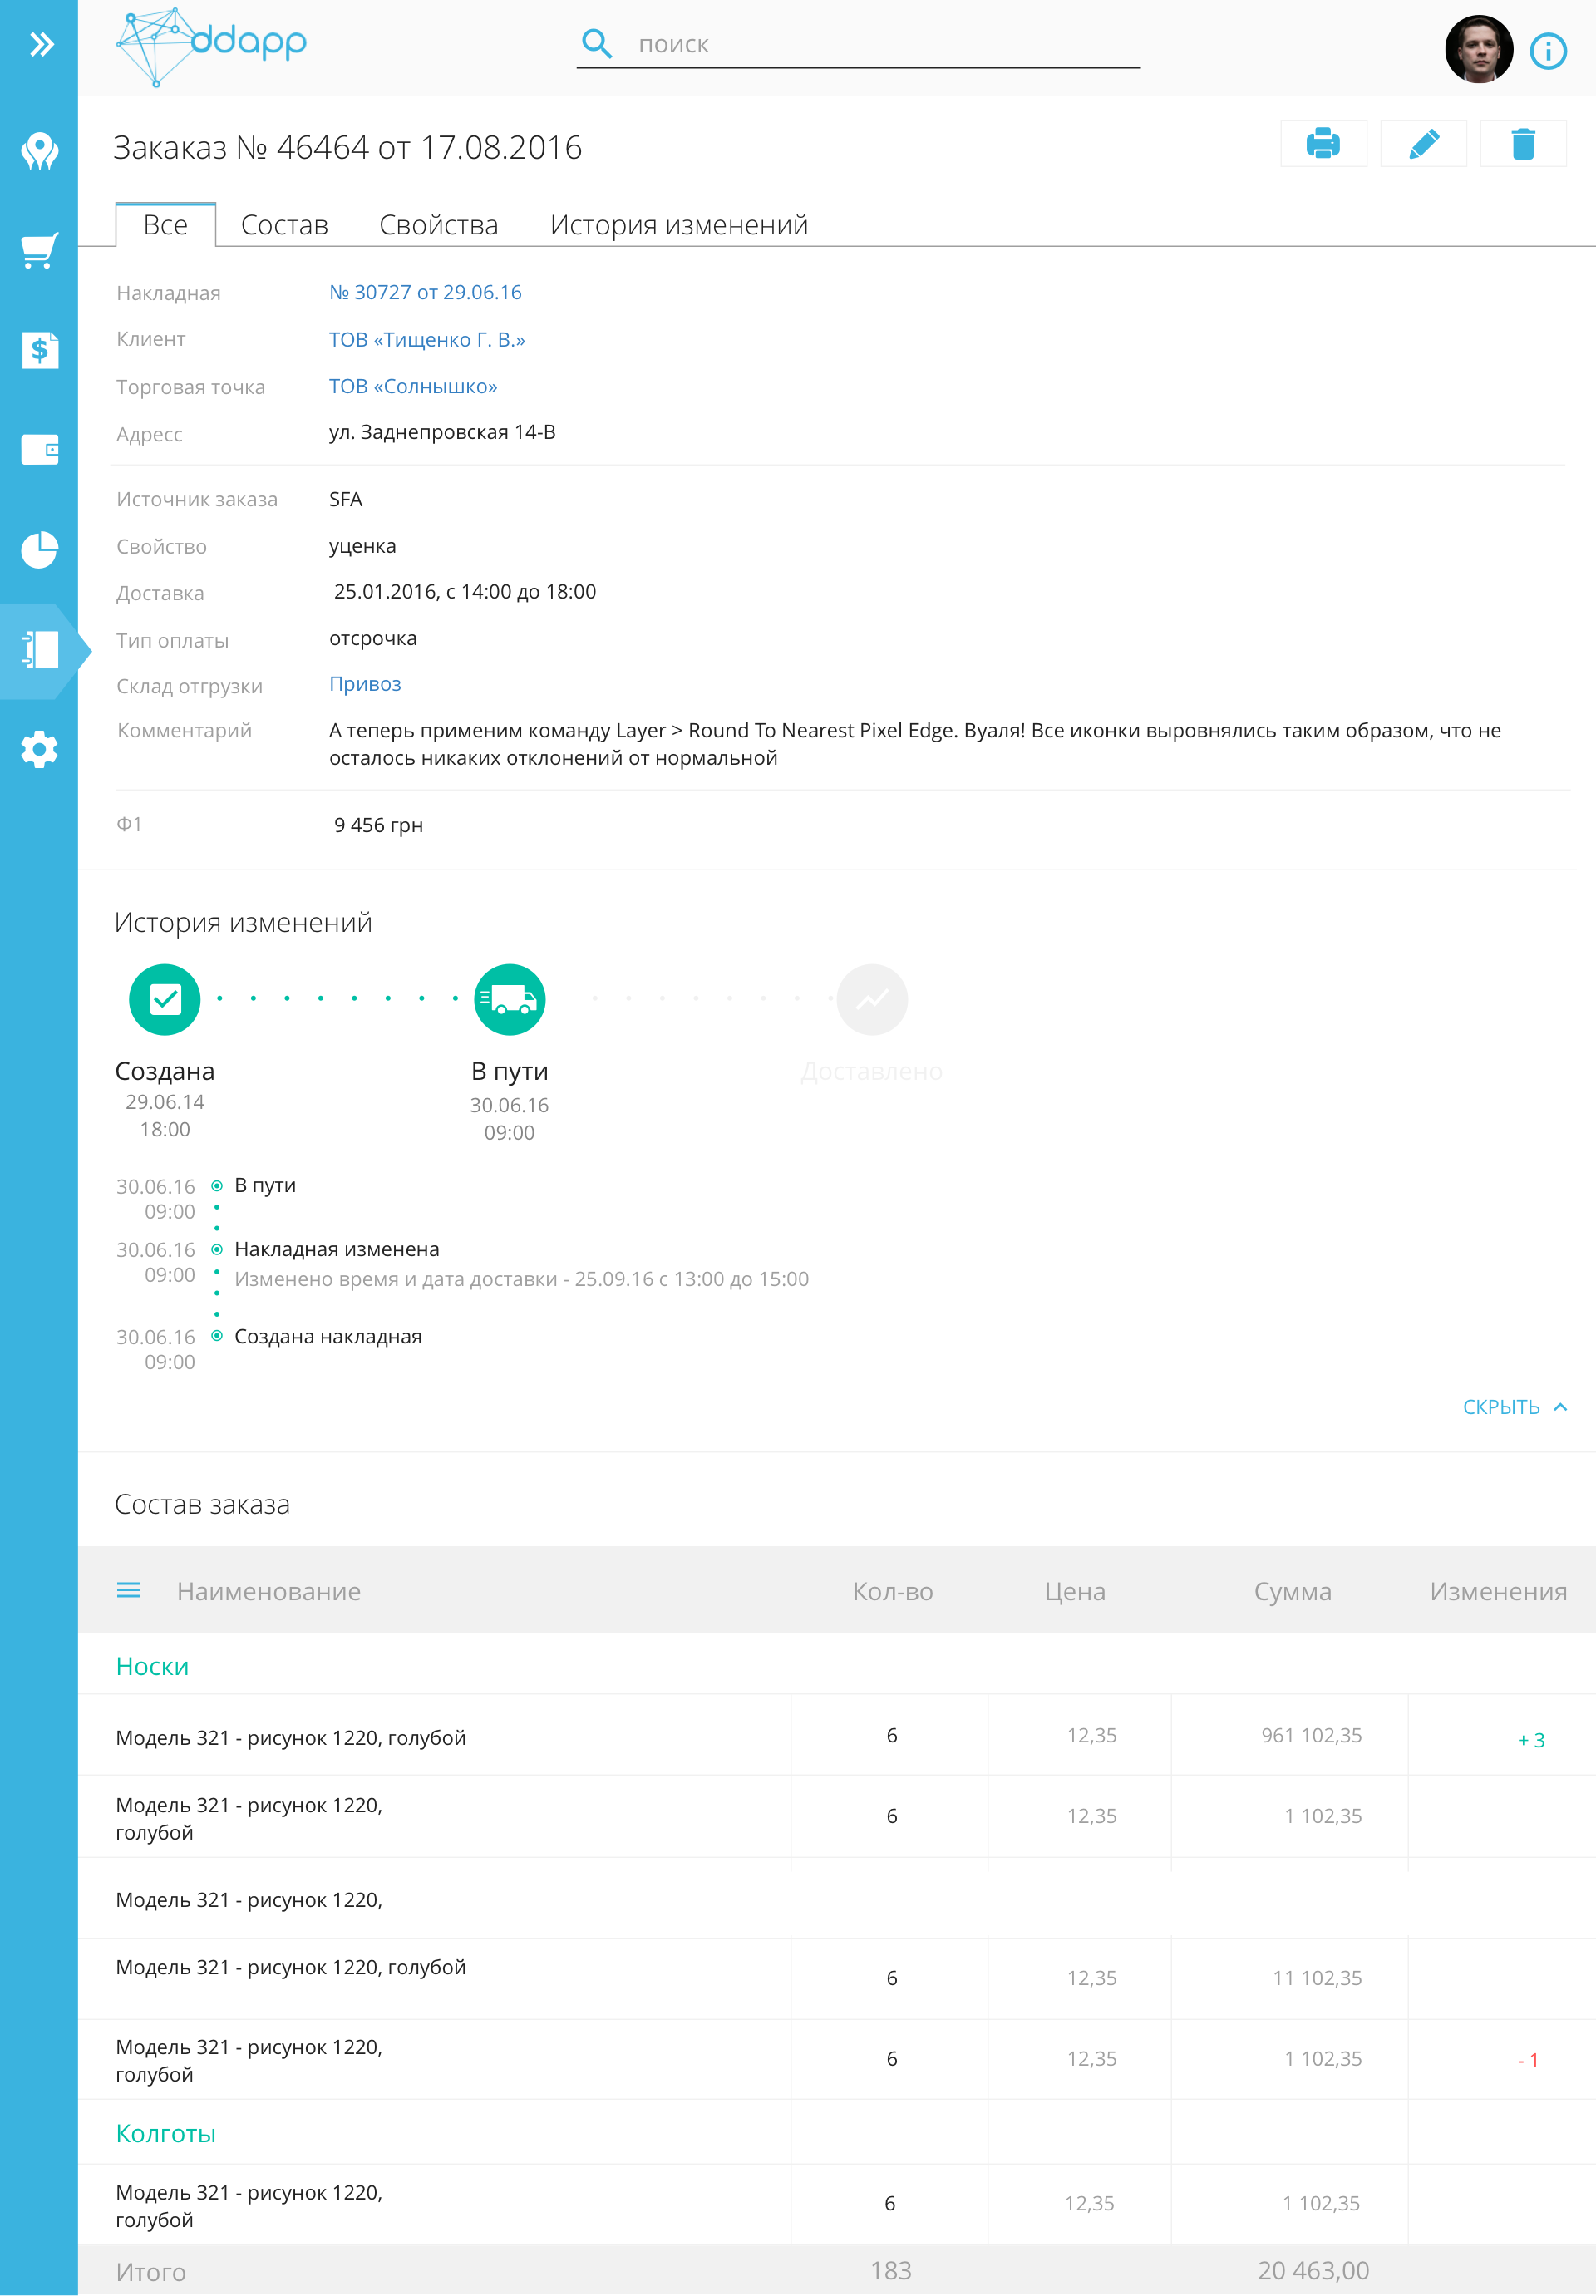 ddapp
поиск
Закаказ № 46464 от 17.08.2016
Все Состав Свойства История изменений
Накладная № 30727 от 29.06.16
Клиент ТОВ «Тищенко Г. В.»
Торговая точка ТОВ «Солнышко»
Адресс ул. Заднепровская 14-В
Источник заказа SFA
Свойство уценка
Доставка 25.01.2016, с 14:00 до 18:00
Тип оплаты отсрочка
Склад отгрузки Привоз
Комментарий А теперь применим команду Layer > Round To Nearest Pixel Edge. Вуаля! Все иконки выровнялись таким образом, что не
осталось никаких отклонений от нормальной
Ф1 9 456 грн
История изменений
Создана В пути Доставлено
29.06.14 30.06.16
18:00 09:00
30.06.16 В пути
09:00
30.06.16 Накладная изменена
09:00 Изменено время и дата доставки - 25.09.16 с 13:00 до 15:00
30.06.16 Создана накладная
09:00
СКРЫТЬ
Состав заказа
Наименование Кол-во Цена Сумма Изменения
Носки
Модель 321 - рисунок 1220, голубой 6 12,35 961 102,35 + 3
Модель 321 - рисунок 1220, 6 12,35 1 102,35
голубой
Модель 321 - рисунок 1220,
Модель 321 - рисунок 1220, голубой 6 12,35 11 102,35
Модель 321 - рисунок 1220, 6 12,35 1 102,35 - 1
голубой
Колготы
Модель 321 - рисунок 1220, 6 12,35 1 102,35
голубой
Итого 183 20 463,00